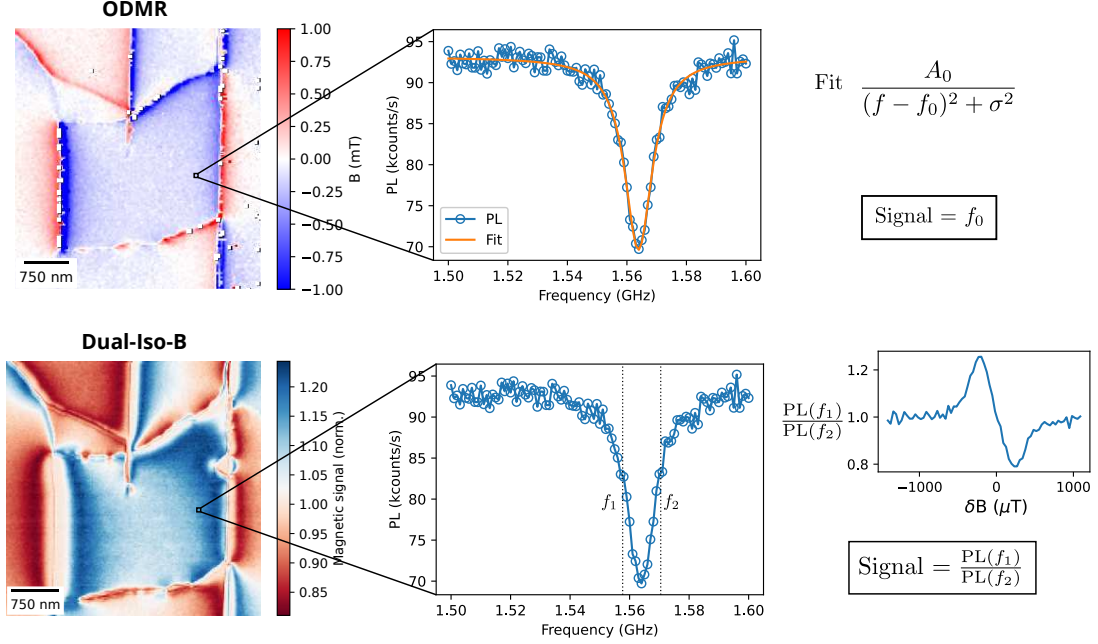 ODMR
1.00
0.75
0.50
0.25
0.00
−0.25
−0.50
−0.75
−1.00
B (mT)
750 nm
95
90
85
80
75
70
PL (kcounts/s)
PL
Fit
1.50 1.52 1.54 1.56 1.58 1.60
Frequency (GHz)
Fit A₀ / (f − f₀)² + σ²
Signal = f₀
Dual-Iso-B
1.20
1.15
1.10
1.05
1.00
0.95
0.90
0.85
Magnetic signal (norm.)
750 nm
95
90
85
80
75
70
PL (kcounts/s)
f₁ f₂
1.50 1.52 1.54 1.56 1.58 1.60
Frequency (GHz)
PL(f₁) / PL(f₂)
1.2
1.0
0.8
−1000 0 1000
δB (μT)
Signal = PL(f₁) / PL(f₂)